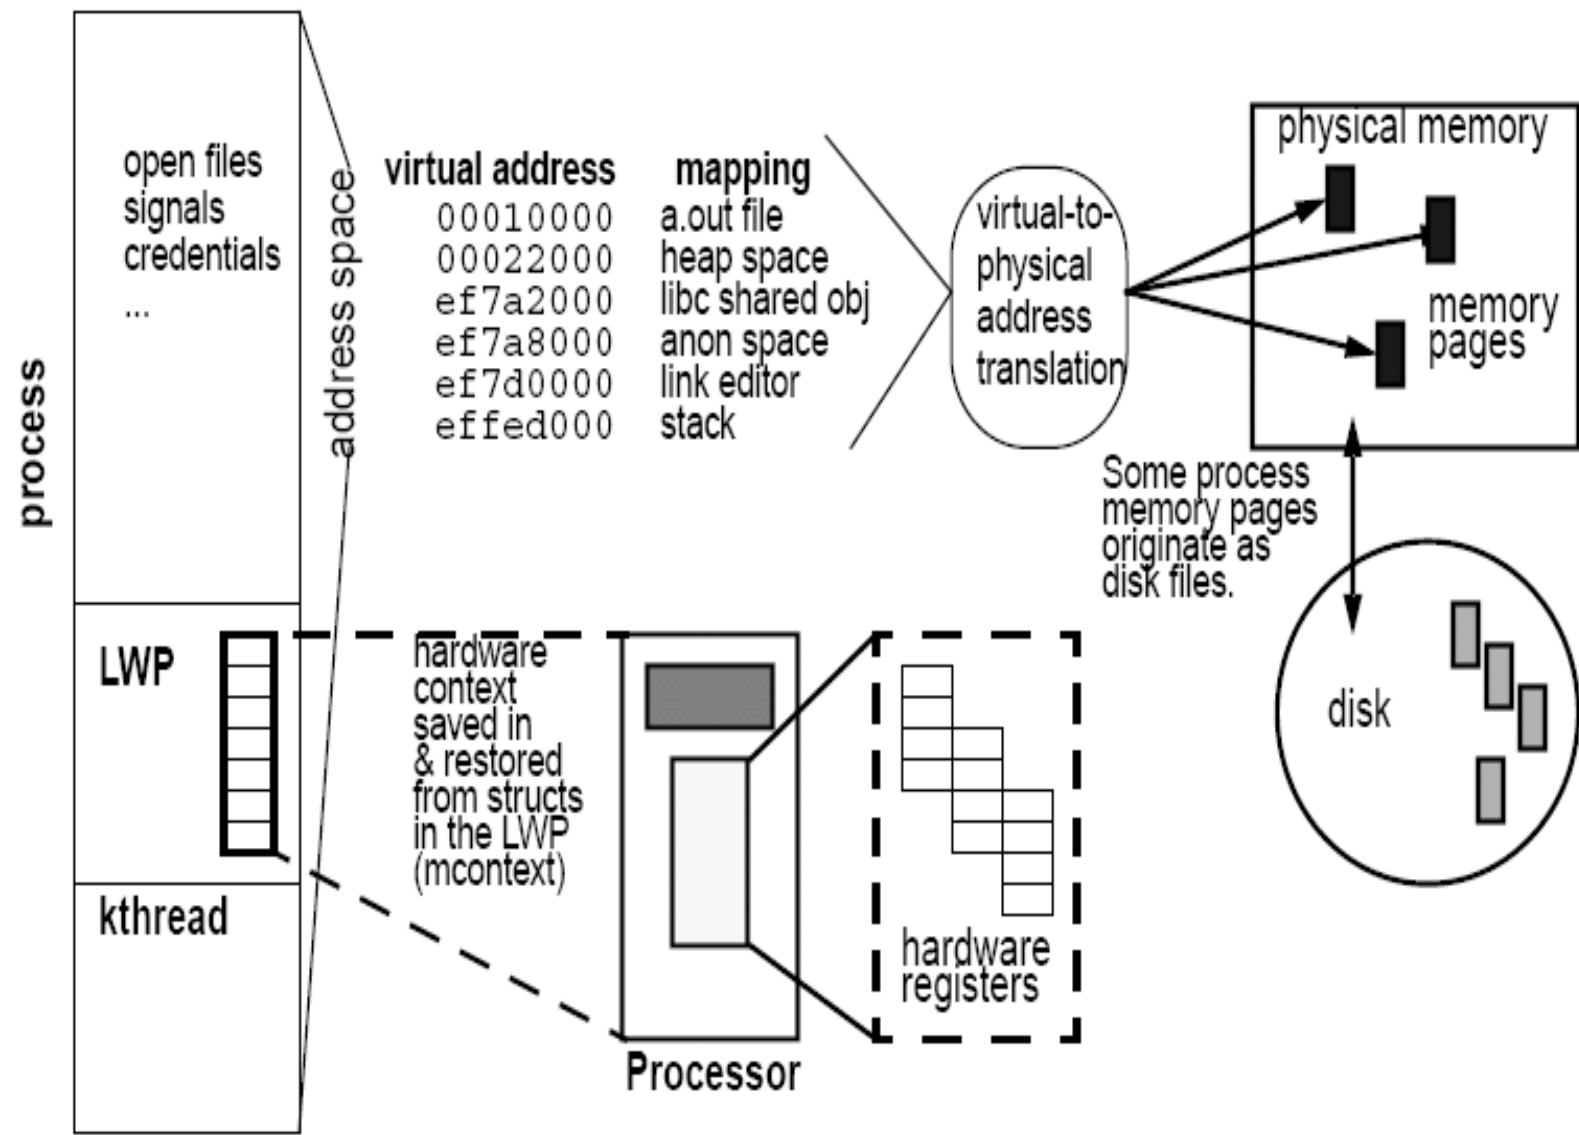 process
open files
signals
credentials
...
address space
virtual address mapping
00010000 a.out file
00022000 heap space
ef7a2000 libc shared obj
ef7a8000 anon space
ef7d0000 link editor
effed000 stack
virtual-to-
physical
address
translation
physical memory
memory
pages
Some process
memory pages
originate as
disk files.
disk
LWP
hardware
context
saved in
& restored
from structs
in the LWP
(mcontext)
kthread
Processor
hardware
registers